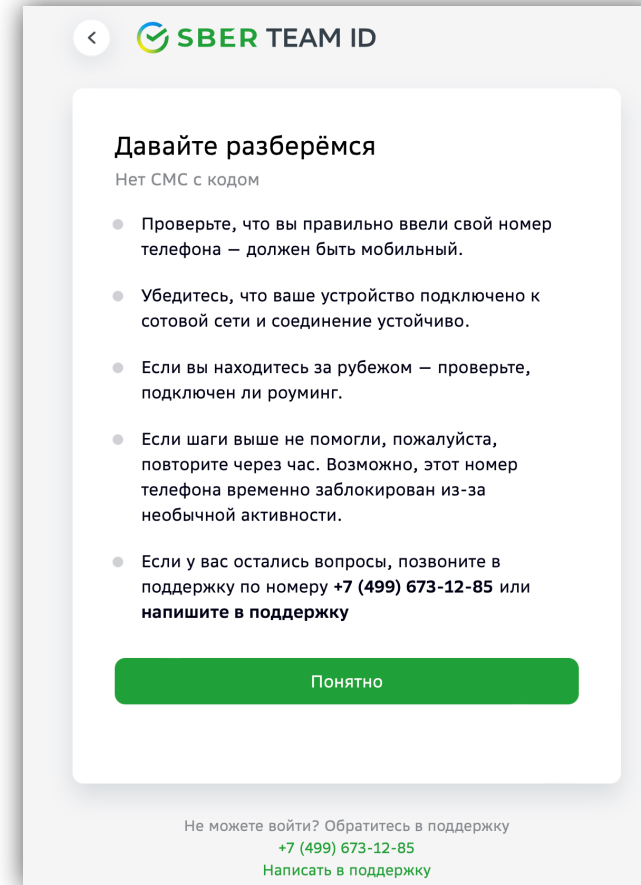 SBER TEAM ID
Давайте разберёмся
Нет СМС с кодом
Проверьте, что вы правильно ввели свой номер
телефона — должен быть мобильный.
Убедитесь, что ваше устройство подключено к
сотовой сети и соединение устойчиво.
Если вы находитесь за рубежом — проверьте,
подключен ли роуминг.
Если шаги выше не помогли, пожалуйста,
повторите через час. Возможно, этот номер
телефона временно заблокирован из-за
необычной активности.
Если у вас остались вопросы, позвоните в
поддержку по номеру +7 (499) 673-12-85 или
напишите в поддержку
Понятно
Не можете войти? Обратитесь в поддержку
+7 (499) 673-12-85
Написать в поддержку